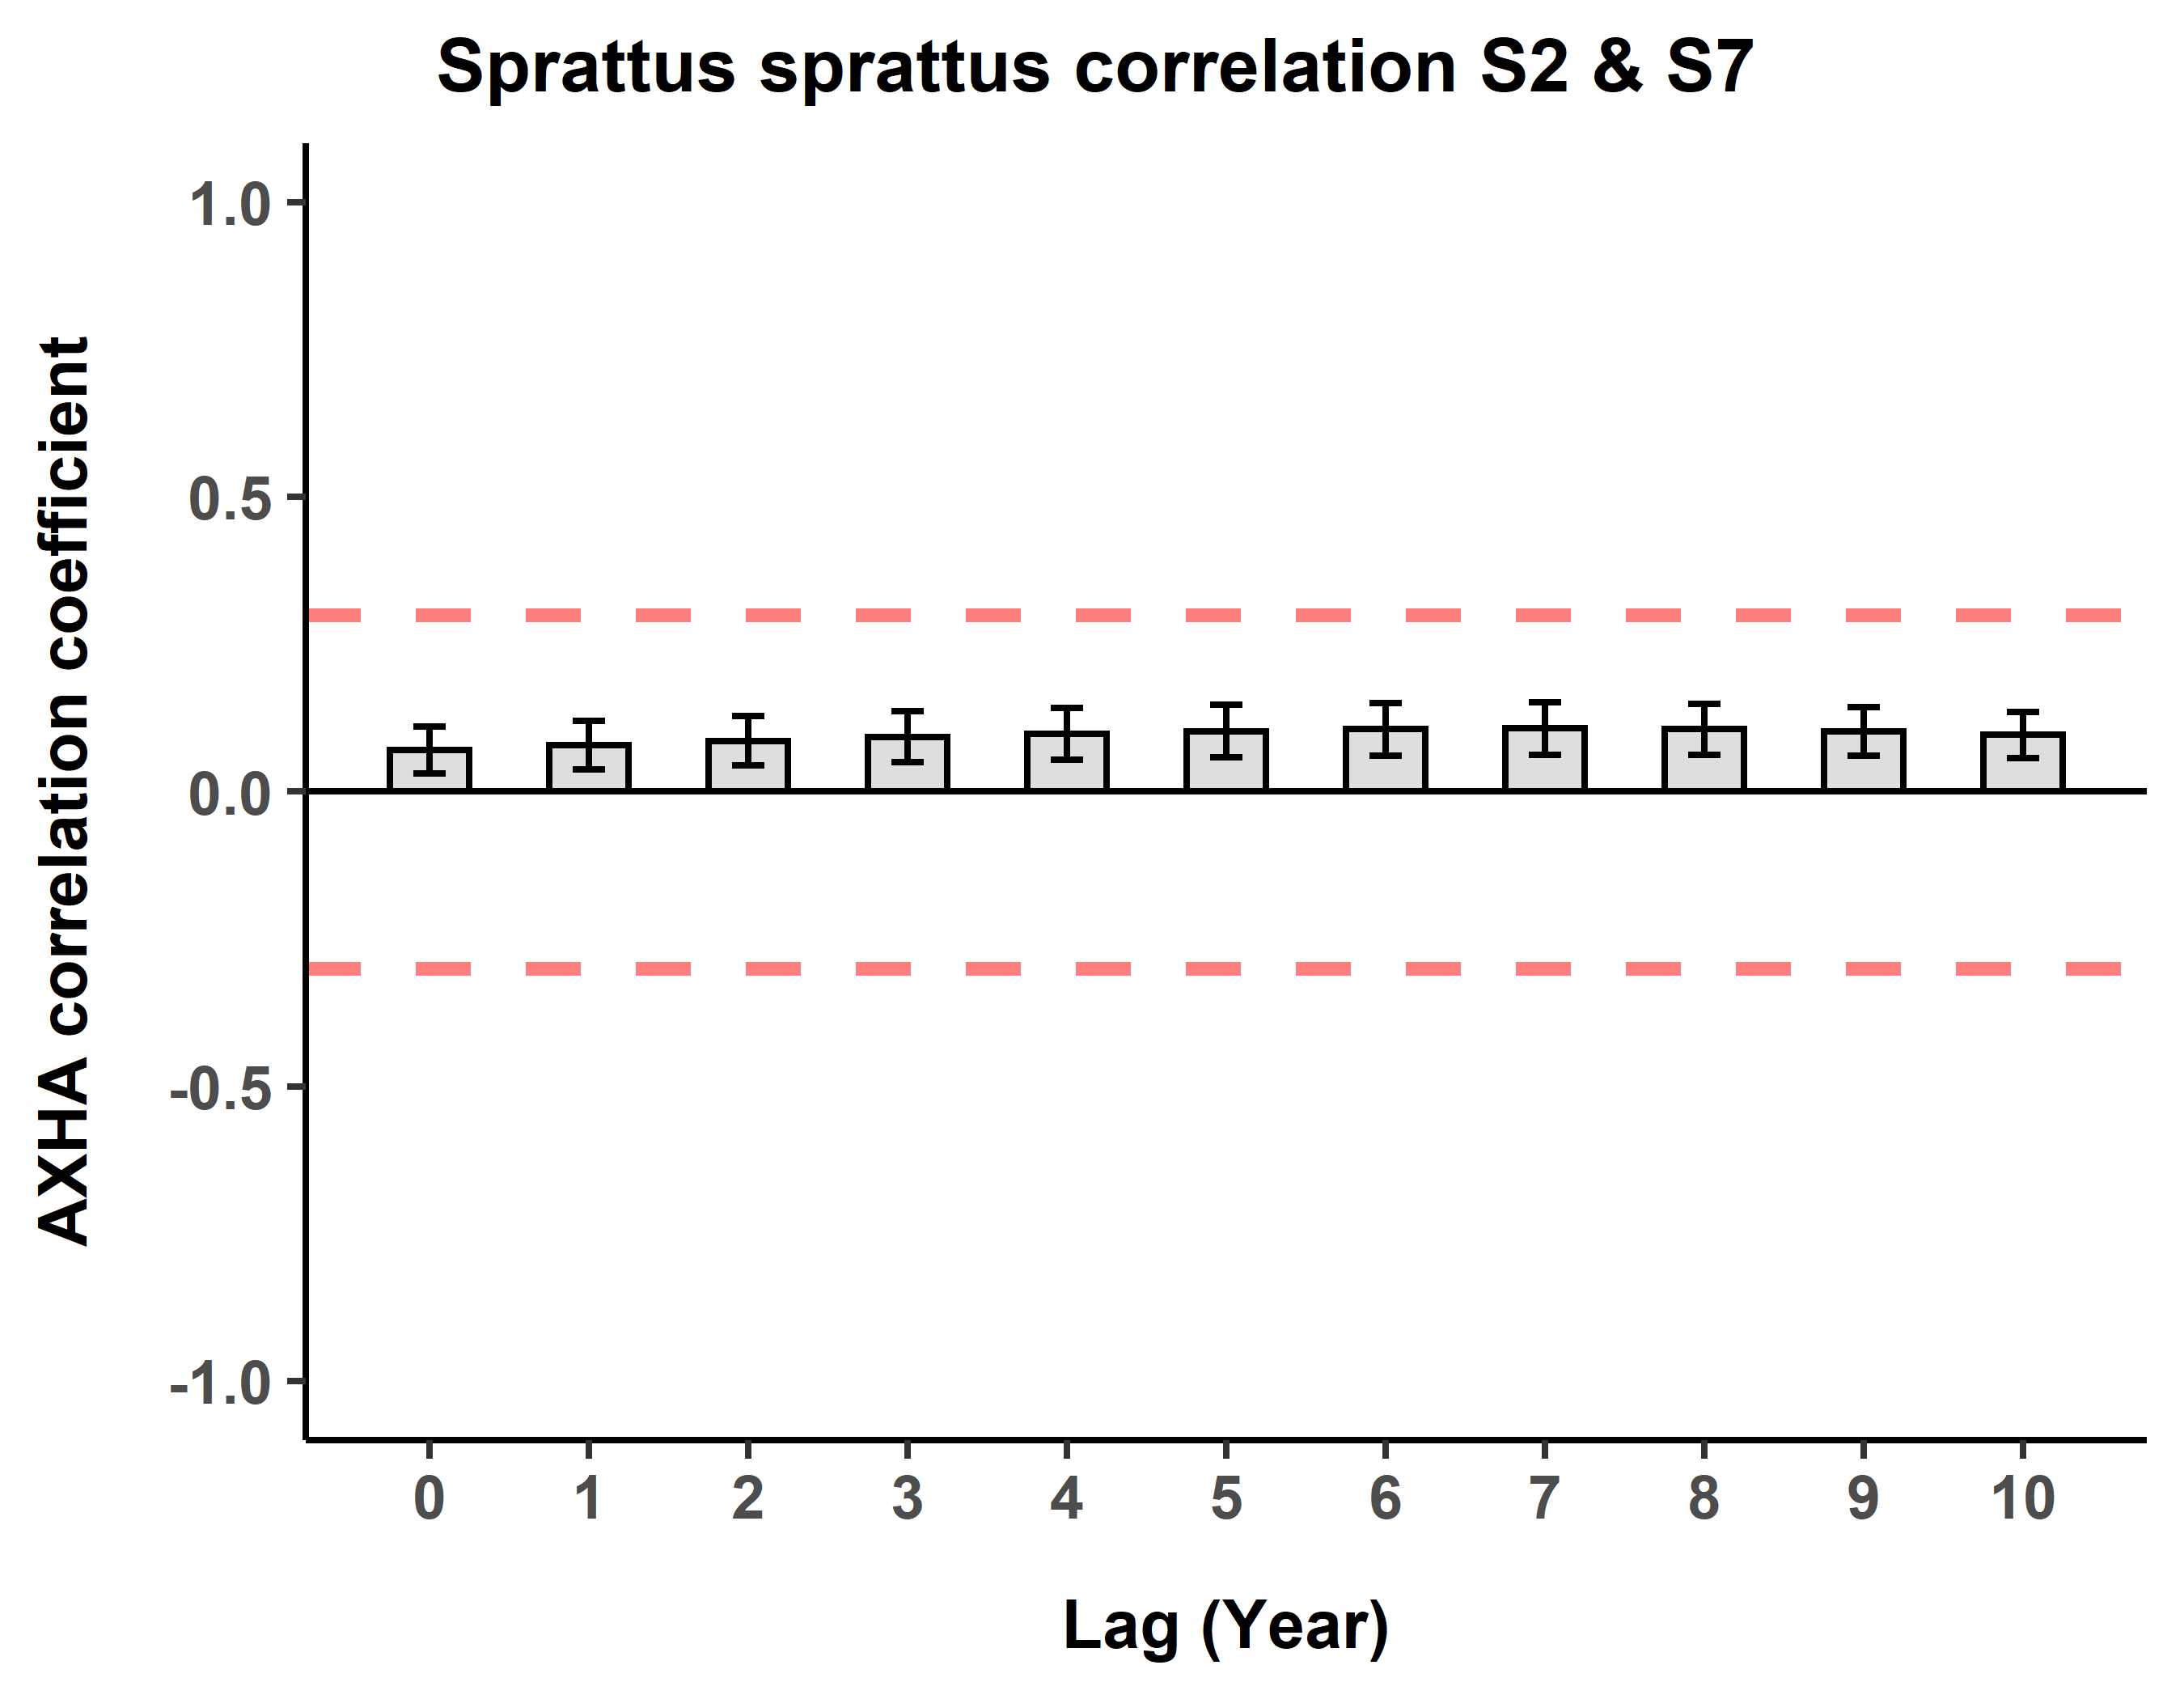 Sprattus sprattus correlation S2 & S7
AXHA correlation coefficient
1.0
0.5
0.0
-0.5
-1.0
0 1 2 3 4 5 6 7 8 9 10
Lag (Year)